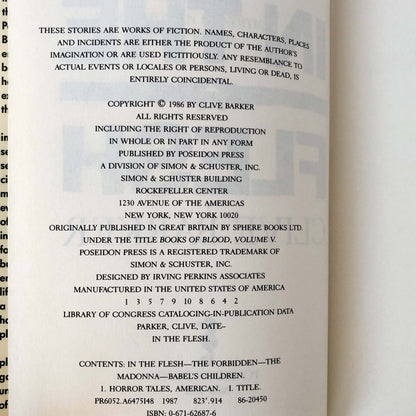 THESE STORIES ARE WORKS OF FICTION. NAMES, CHARACTERS, PLACES
AND INCIDENTS ARE EITHER THE PRODUCT OF THE AUTHOR'S
IMAGINATION OR ARE USED FICTITIOUSLY. ANY RESEMBLANCE TO
ACTUAL EVENTS OR LOCALES OR PERSONS, LIVING OR DEAD, IS
ENTIRELY COINCIDENTAL.
COPYRIGHT © 1986 BY CLIVE BARKER
ALL RIGHTS RESERVED
INCLUDING THE RIGHT OF REPRODUCTION
IN WHOLE OR IN PART IN ANY FORM
PUBLISHED BY POSEIDON PRESS
A DIVISION OF SIMON & SCHUSTER, INC.
SIMON & SCHUSTER BUILDING
ROCKEFELLER CENTER
1230 AVENUE OF THE AMERICAS
NEW YORK, NEW YORK 10020
ORIGINALLY PUBLISHED IN GREAT BRITAIN BY SPHERE BOOKS LTD.
UNDER THE TITLE BOOKS OF BLOOD, VOLUME V.
POSEIDON PRESS IS A REGISTERED TRADEMARK OF
SIMON & SCHUSTER, INC.
DESIGNED BY IRVING PERKINS ASSOCIATES
MANUFACTURED IN THE UNITED STATES OF AMERICA
1 3 5 7 9 10 8 6 4 2
LIBRARY OF CONGRESS CATALOGING-IN-PUBLICATION DATA
PARKER, CLIVE, DATE–
IN THE FLESH.
CONTENTS: IN THE FLESH—THE FORBIDDEN—THE
MADONNA—BABEL'S CHILDREN.
1. HORROR TALES, AMERICAN. I. TITLE.
PR6052.A6475148 1987 823'.914 86-20450
ISBN: 0-671-62687-6